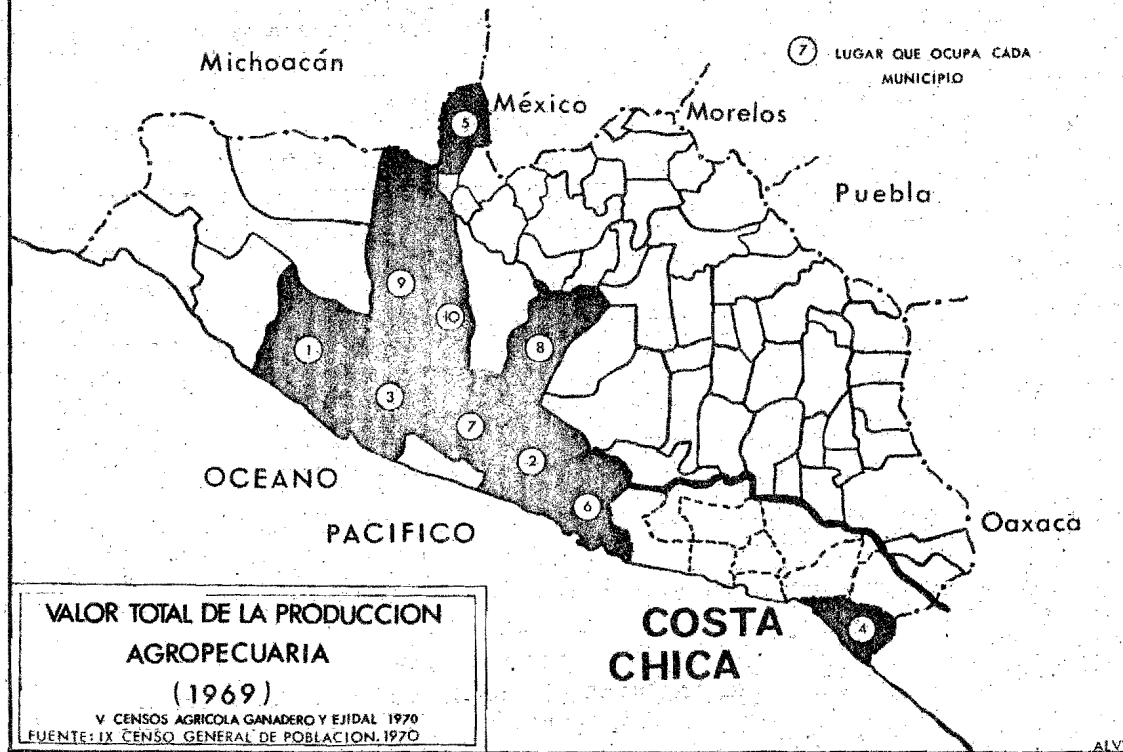 Michoacán
7 LUGAR QUE OCUPA CADA
MUNICIPIO
México
Morelos
5
Puebla
9
10
1
8
3
7
2
OCEANO
6
PACIFICO
Oaxaca
COSTA
CHICA
4
VALOR TOTAL DE LA PRODUCCION
AGROPECUARIA
(1969)
V CENSOS AGRICOLA GANADERO Y EJIDAL 1970
FUENTE: IX CENSO GENERAL DE POBLACION. 1970